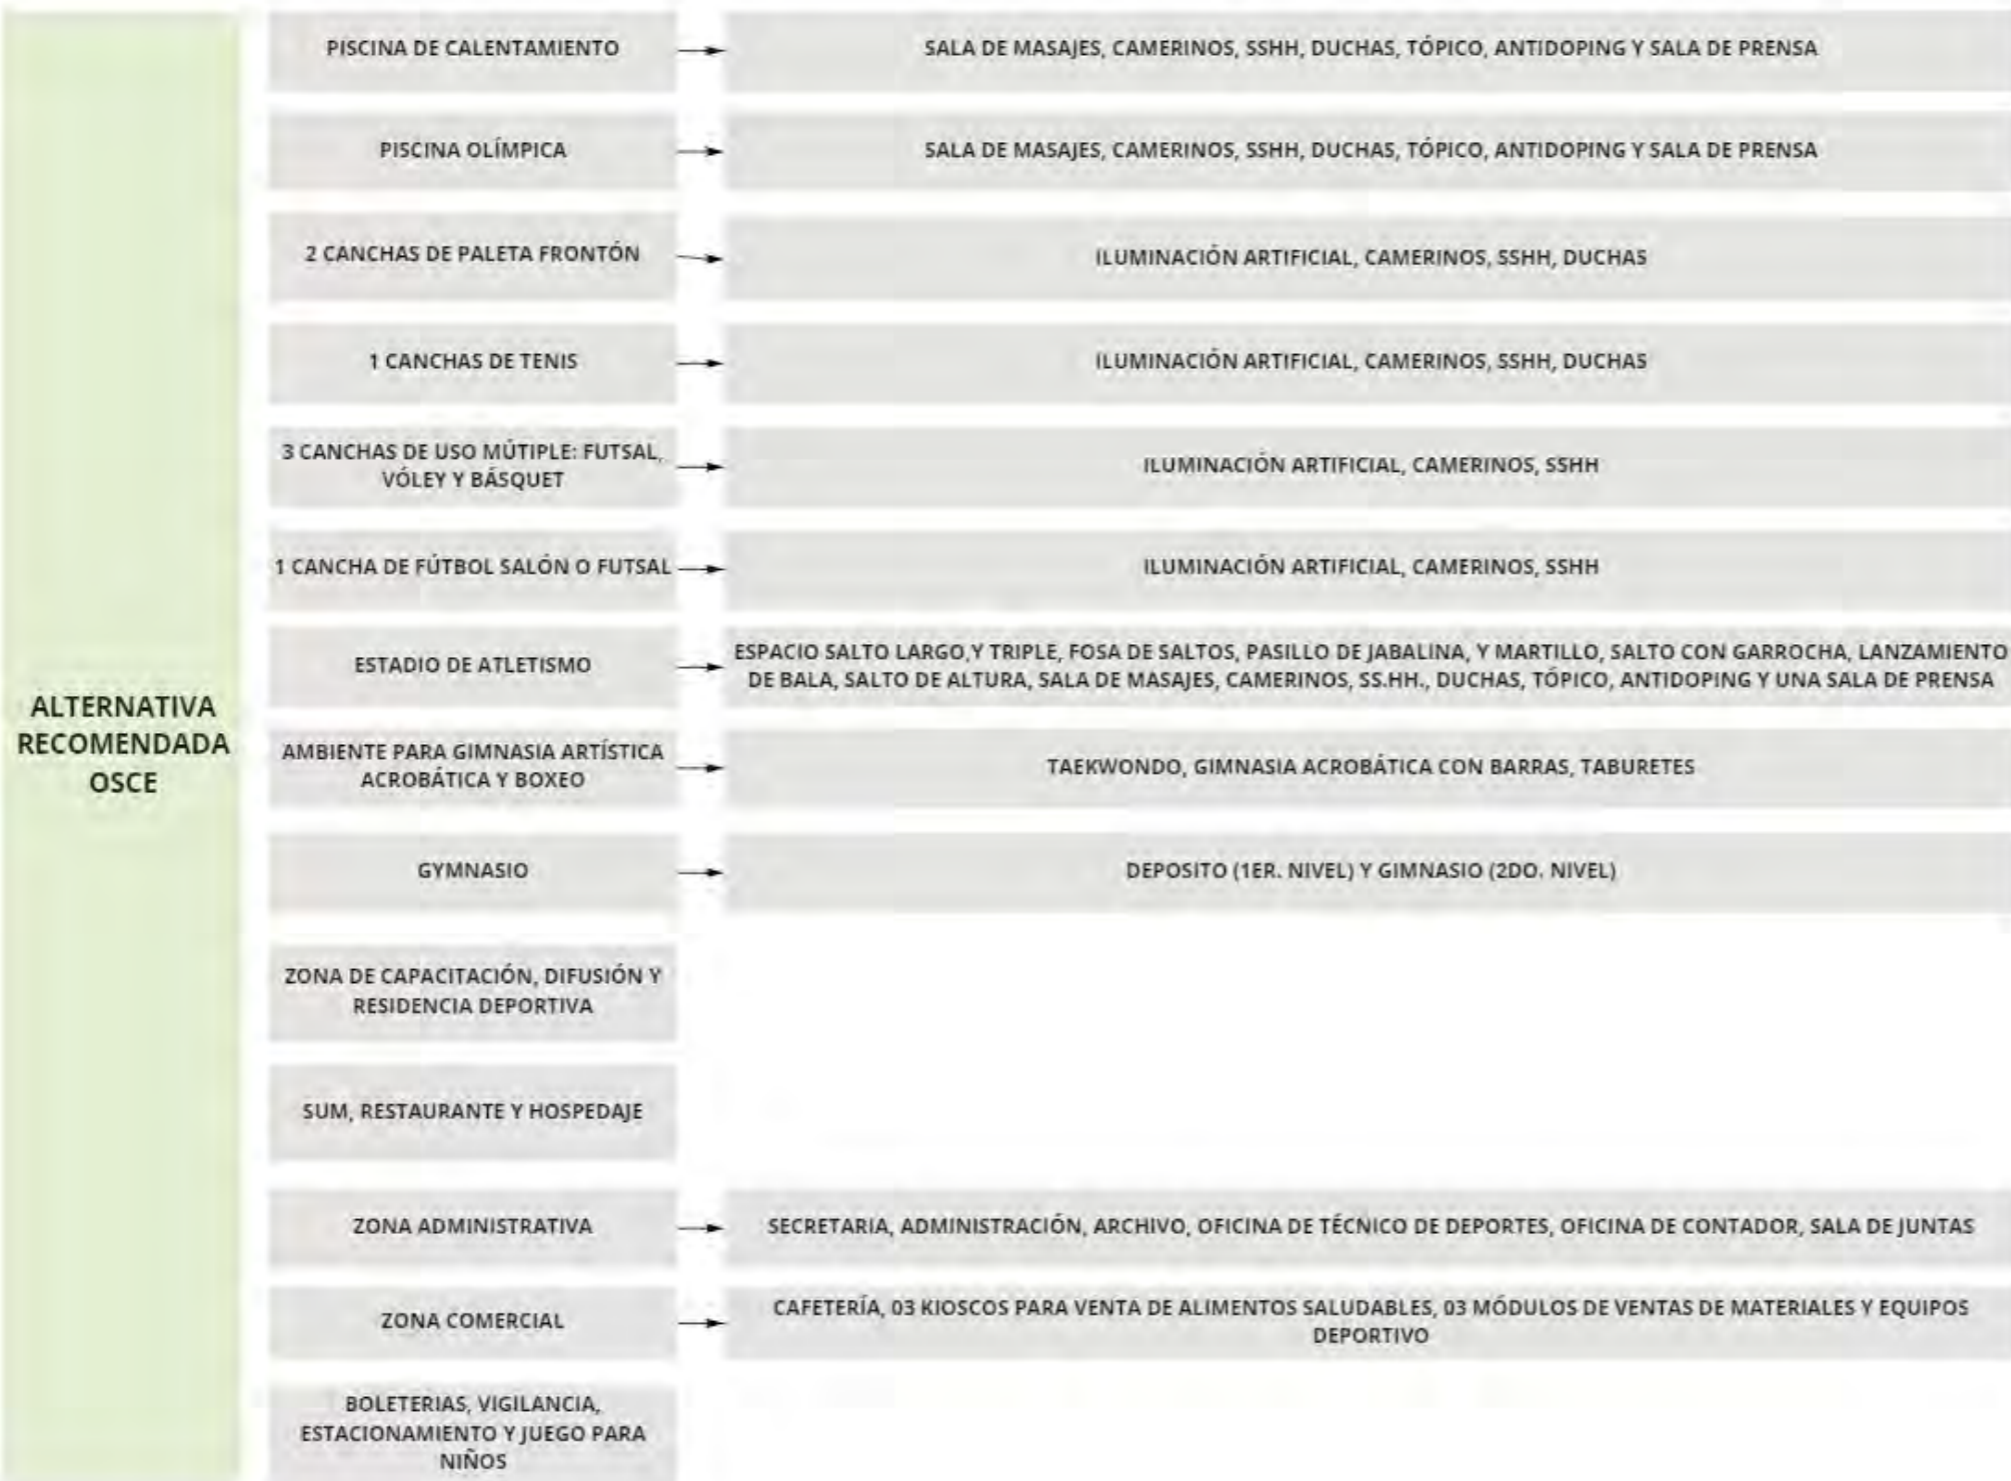 ALTERNATIVA
RECOMENDADA
OSCE
PISCINA DE CALENTAMIENTO
SALA DE MASAJES, CAMERINOS, SSHH, DUCHAS, TÓPICO, ANTIDOPING Y SALA DE PRENSA
PISCINA OLÍMPICA
SALA DE MASAJES, CAMERINOS, SSHH, DUCHAS, TÓPICO, ANTIDOPING Y SALA DE PRENSA
2 CANCHAS DE PALETA FRONTÓN
ILUMINACIÓN ARTIFICIAL, CAMERINOS, SSHH, DUCHAS
1 CANCHAS DE TENIS
ILUMINACIÓN ARTIFICIAL, CAMERINOS, SSHH, DUCHAS
3 CANCHAS DE USO MÚTIPLE: FUTSAL,
VÓLEY Y BÁSQUET
ILUMINACIÓN ARTIFICIAL, CAMERINOS, SSHH
1 CANCHA DE FÚTBOL SALÓN O FUTSAL
ILUMINACIÓN ARTIFICIAL, CAMERINOS, SSHH
ESTADIO DE ATLETISMO
ESPACIO SALTO LARGO,Y TRIPLE, FOSA DE SALTOS, PASILLO DE JABALINA, Y MARTILLO, SALTO CON GARROCHA, LANZAMIENTO
DE BALA, SALTO DE ALTURA, SALA DE MASAJES, CAMERINOS, SS.HH., DUCHAS, TÓPICO, ANTIDOPING Y UNA SALA DE PRENSA
AMBIENTE PARA GIMNASIA ARTÍSTICA
ACROBÁTICA Y BOXEO
TAEKWONDO, GIMNASIA ACROBÁTICA CON BARRAS, TABURETES
GYMNASIO
DEPOSITO (1ER. NIVEL) Y GIMNASIO (2DO. NIVEL)
ZONA DE CAPACITACIÓN, DIFUSIÓN Y
RESIDENCIA DEPORTIVA
SUM, RESTAURANTE Y HOSPEDAJE
ZONA ADMINISTRATIVA
SECRETARIA, ADMINISTRACIÓN, ARCHIVO, OFICINA DE TÉCNICO DE DEPORTES, OFICINA DE CONTADOR, SALA DE JUNTAS
ZONA COMERCIAL
CAFETERÍA, 03 KIOSCOS PARA VENTA DE ALIMENTOS SALUDABLES, 03 MÓDULOS DE VENTAS DE MATERIALES Y EQUIPOS
DEPORTIVO
BOLETERIAS, VIGILANCIA,
ESTACIONAMIENTO Y JUEGO PARA
NIÑOS